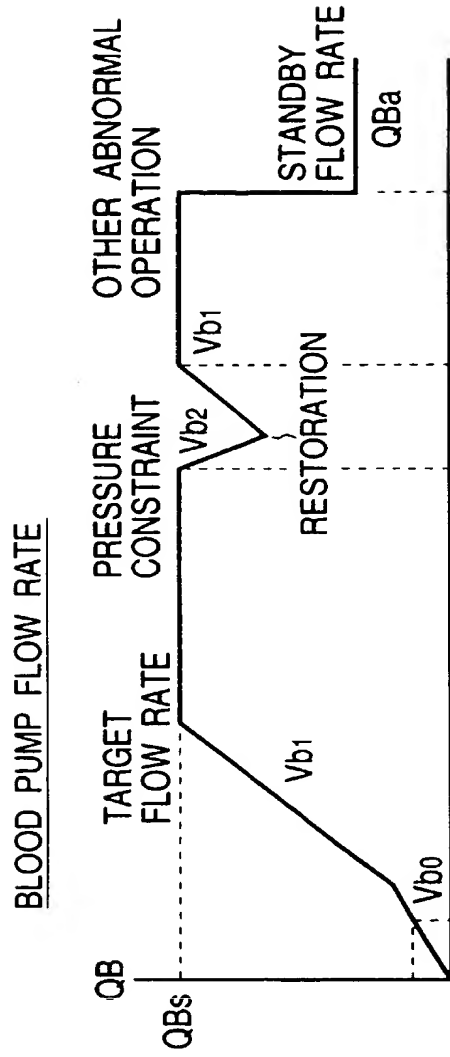 BLOOD PUMP FLOW RATE
QB
TARGET
FLOW RATE
PRESSURE
CONSTRAINT
OTHER ABNORMAL
OPERATION
QBs
Vb2
Vb1
STANDBY
FLOW RATE
Vb1
RESTORATION
QBa
Vb0